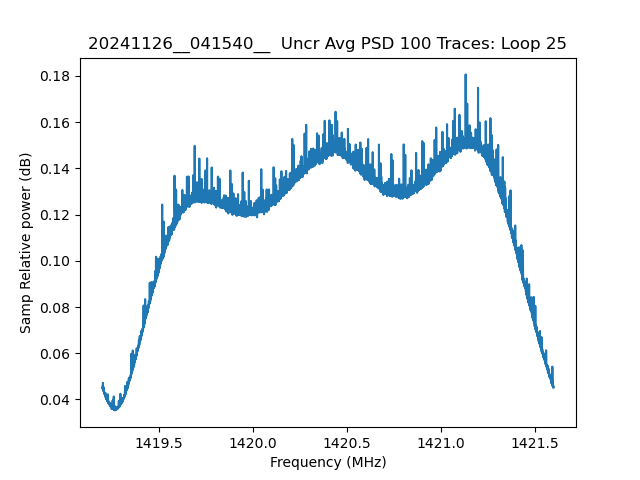 20241126__041540__  Uncr Avg PSD 100 Traces: Loop 25
0.18
0.16
0.14
0.12
0.10
0.08
0.06
0.04
Samp Relative power (dB)
1419.5 1420.0 1420.5 1421.0 1421.5
Frequency (MHz)